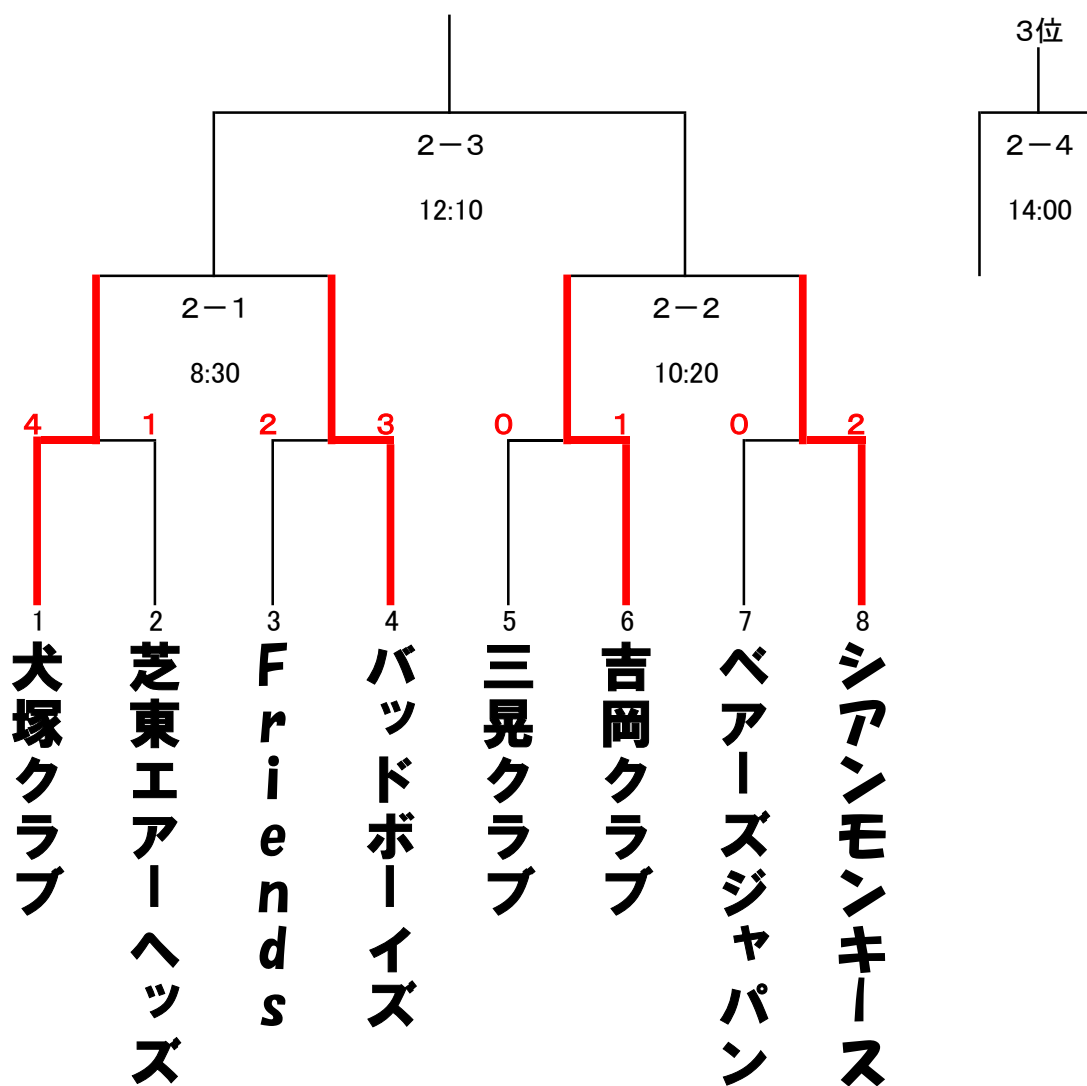 3位
2－3
2－4
12:10
14:00
2－1
2－2
8:30
10:20
4 1 2 3 0 1 0 2
1 2 3 4 5 6 7 8
犬塚クラブ
芝東エアーヘッズ
Friends
バッドボーイズ
三晃クラブ
吉岡クラブ
ベアーズジャパン
シアンモンキース